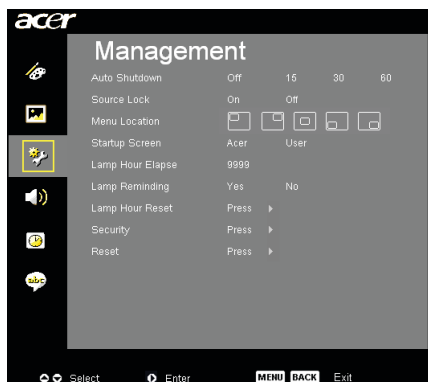 acer
Management
Auto Shutdown Off 15 30 60
Source Lock On Off
Menu Location
Startup Screen Acer User
Lamp Hour Elapse 9999
Lamp Reminding Yes No
Lamp Hour Reset Press
Security Press
Reset Press
abc
Select Enter MENU BACK Exit